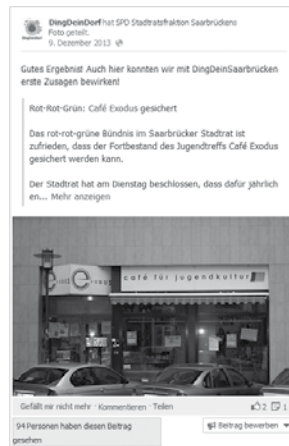 DingDeinDorf hat SPD Stadtratsfraktion Saarbrückens
Foto geteilt.
9. Dezember 2013
Gutes Ergebnis! Auch hier konnten wir mit DingDeinSaarbrücken
erste Zusagen bewirken!
Rot-Rot-Grün: Café Exodus gesichert
Das rot-rot-grüne Bündnis im Saarbrücker Stadtrat ist
zufrieden, dass der Fortbestand des Jugendtreffs Café Exodus
gesichert werden kann.
Der Stadtrat hat am Dienstag beschlossen, dass dafür jährlich
en... Mehr anzeigen
café für jugendkultur
Gefällt mir nicht mehr · Kommentieren · Teilen
2 1
94 Personen haben diesen Beitrag
gesehen
Beitrag bewerben